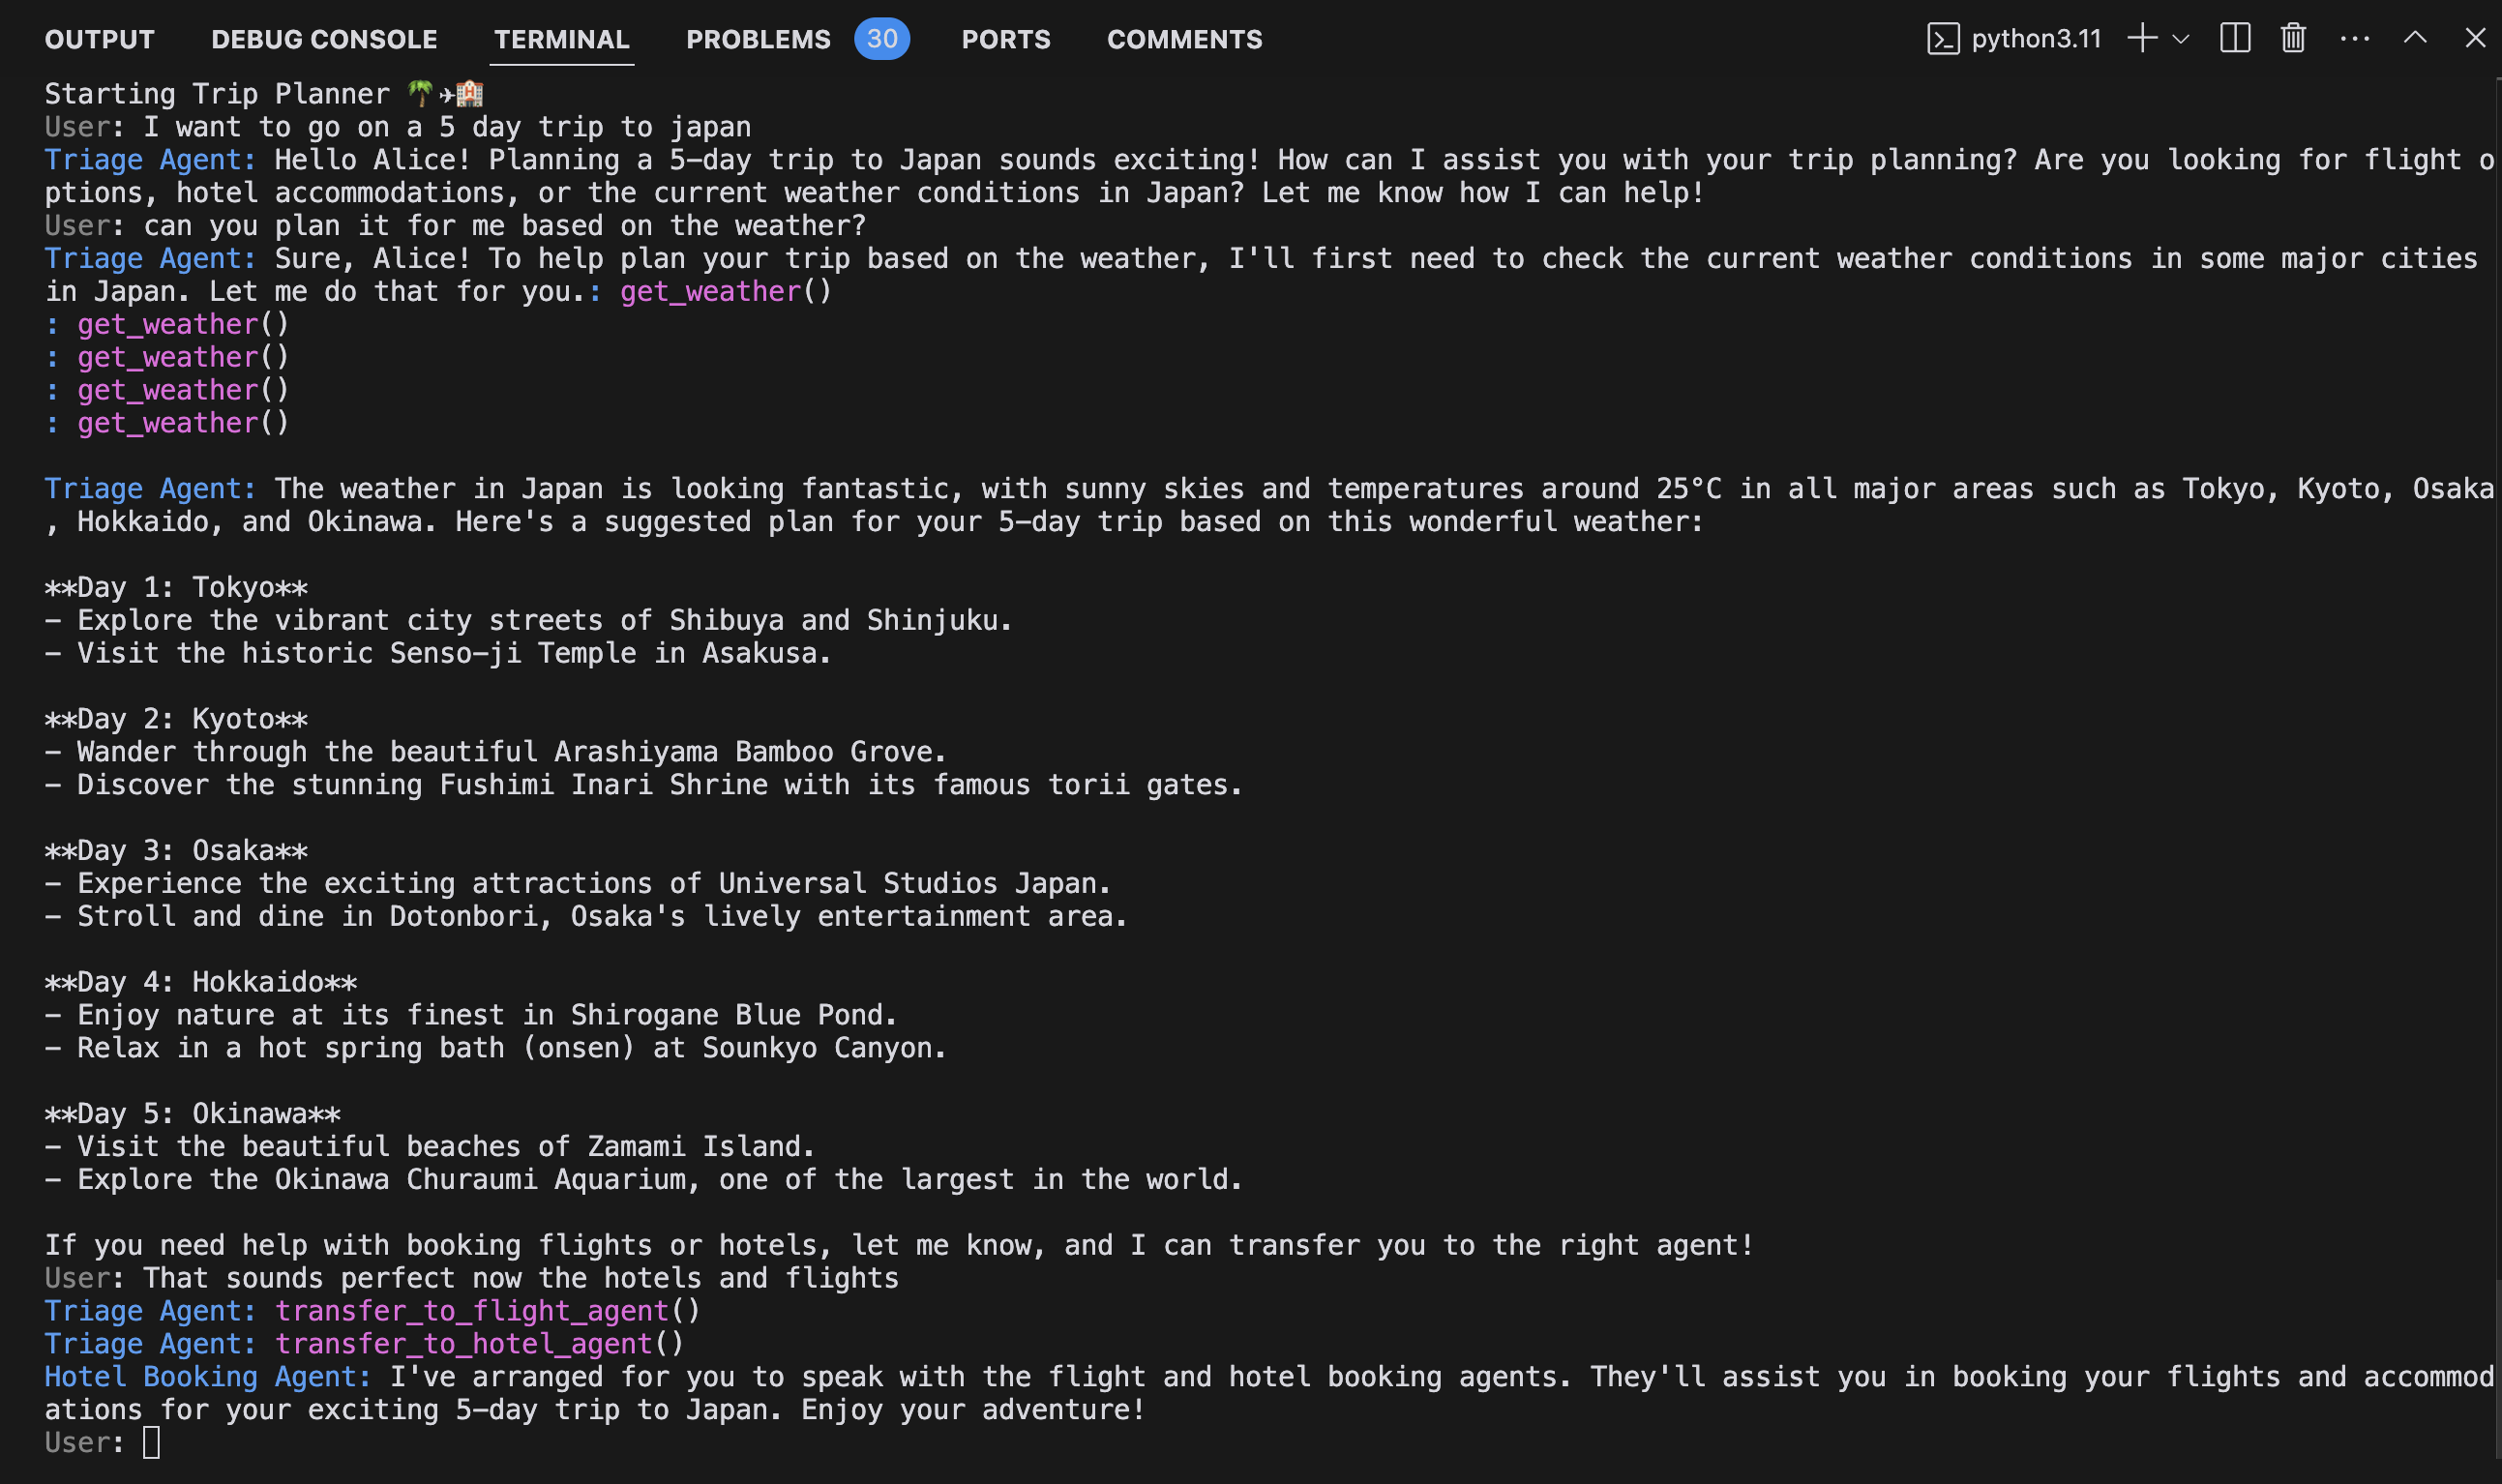 OUTPUT DEBUG CONSOLE TERMINAL PROBLEMS 30 PORTS COMMENTS python3.11
Starting Trip Planner 🌴✈🏨
User: I want to go on a 5 day trip to japan
Triage Agent: Hello Alice! Planning a 5-day trip to Japan sounds exciting! How can I assist you with your trip planning? Are you looking for flight o
ptions, hotel accommodations, or the current weather conditions in Japan? Let me know how I can help!
User: can you plan it for me based on the weather?
Triage Agent: Sure, Alice! To help plan your trip based on the weather, I'll first need to check the current weather conditions in some major cities
in Japan. Let me do that for you.: get_weather()
: get_weather()
: get_weather()
: get_weather()
: get_weather()
Triage Agent: The weather in Japan is looking fantastic, with sunny skies and temperatures around 25°C in all major areas such as Tokyo, Kyoto, Osaka
, Hokkaido, and Okinawa. Here's a suggested plan for your 5-day trip based on this wonderful weather:
**Day 1: Tokyo**
- Explore the vibrant city streets of Shibuya and Shinjuku.
- Visit the historic Senso-ji Temple in Asakusa.
**Day 2: Kyoto**
- Wander through the beautiful Arashiyama Bamboo Grove.
- Discover the stunning Fushimi Inari Shrine with its famous torii gates.
**Day 3: Osaka**
- Experience the exciting attractions of Universal Studios Japan.
- Stroll and dine in Dotonbori, Osaka's lively entertainment area.
**Day 4: Hokkaido**
- Enjoy nature at its finest in Shirogane Blue Pond.
- Relax in a hot spring bath (onsen) at Sounkyo Canyon.
**Day 5: Okinawa**
- Visit the beautiful beaches of Zamami Island.
- Explore the Okinawa Churaumi Aquarium, one of the largest in the world.
If you need help with booking flights or hotels, let me know, and I can transfer you to the right agent!
User: That sounds perfect now the hotels and flights
Triage Agent: transfer_to_flight_agent()
Triage Agent: transfer_to_hotel_agent()
Hotel Booking Agent: I've arranged for you to speak with the flight and hotel booking agents. They'll assist you in booking your flights and accommod
ations for your exciting 5-day trip to Japan. Enjoy your adventure!
User: